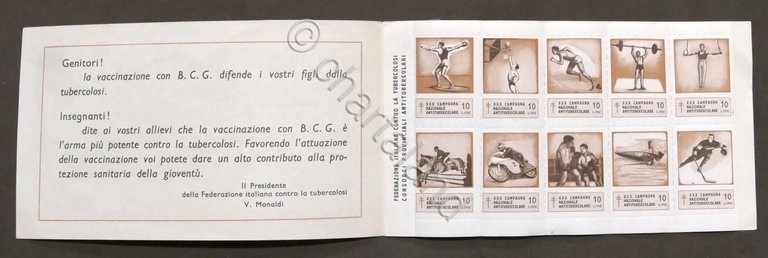 Genitori!
la vaccinazione con B. C. G. difende i vostri figli dalla
tubercolosi.
Insegnanti!
dite ai vostri allievi che la vaccinazione con B. C. G. è
l'arma più potente contro la tubercolosi. Favorendo l'attuazione
della vaccinazione voi potete dare un alto contributo alla pro-
tezione sanitaria della gioventù.
Il Presidente
della Federazione italiana contro la tubercolosi
V. Monaldi
FEDERAZIONE ITALIANA CONTRO LA TUBERCOLOSI
CONSORZI PROVINCIALI ANTITUBERCOLARI
XXX CAMPAGNA
NAZIONALE
ANTITUBERCOLARE
10
LIRE
XXX CAMPAGNA
NAZIONALE
ANTITUBERCOLARE
10
LIRE
XXX CAMPAGNA
NAZIONALE
ANTITUBERCOLARE
10
LIRE
XXX CAMPAGNA
NAZIONALE
ANTITUBERCOLARE
10
LIRE
XXX CAMPAGNA
NAZIONALE
ANTITUBERCOLARE
10
LIRE
XXX CAMPAGNA
NAZIONALE
ANTITUBERCOLARE
10
LIRE
XXX CAMPAGNA
NAZIONALE
ANTITUBERCOLARE
10
LIRE
XXX CAMPAGNA
NAZIONALE
ANTITUBERCOLARE
10
LIRE
XXX CAMPAGNA
NAZIONALE
ANTITUBERCOLARE
10
LIRE
XXX CAMPAGNA
NAZIONALE
ANTITUBERCOLARE
10
LIRE